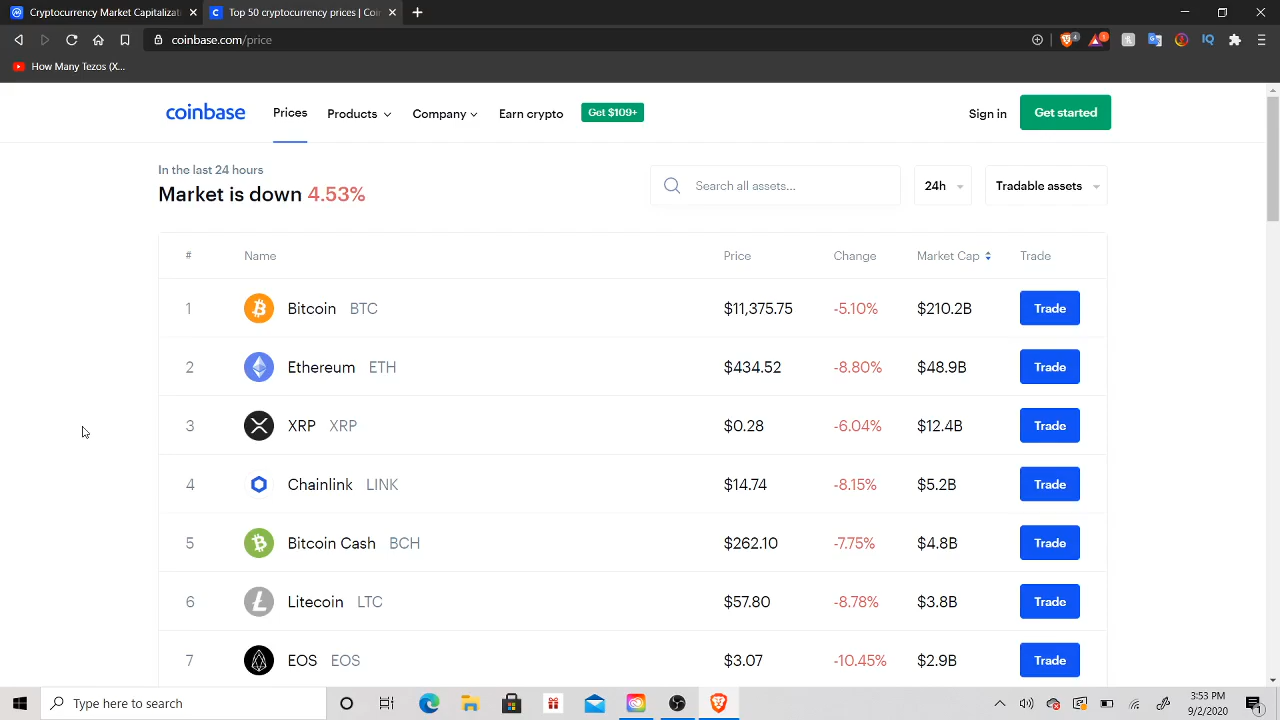 Cryptocurrency Market Capitalizat
Top 50 cryptocurrency prices | Coi
coinbase.com/price
4
1
How Many Tezos (X...
coinbase
Prices
Products
Company
Earn crypto
Get $109+
Sign in
Get started
In the last 24 hours
Market is down 4.53%
Search all assets...
24h
Tradable assets
# Name Price Change Market Cap Trade
1 Bitcoin BTC $11,375.75 -5.10% $210.2B Trade
2 Ethereum ETH $434.52 -8.80% $48.9B Trade
3 XRP XRP $0.28 -6.04% $12.4B Trade
4 Chainlink LINK $14.74 -8.15% $5.2B Trade
5 Bitcoin Cash BCH $262.10 -7.75% $4.8B Trade
6 Litecoin LTC $57.80 -8.78% $3.8B Trade
7 EOS EOS $3.07 -10.45% $2.9B Trade
Type here to search
3:53 PM
9/2/2020
1